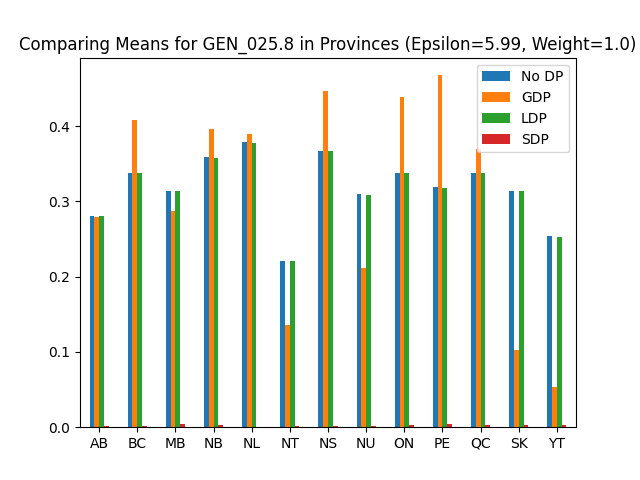 Comparing Means for GEN_025.8 in Provinces (Epsilon=5.99, Weight=1.0)
No DP
GDP
LDP
SDP
0.4
0.3
0.2
0.1
0.0
AB BC MB NB NL NT NS NU ON PE QC SK YT